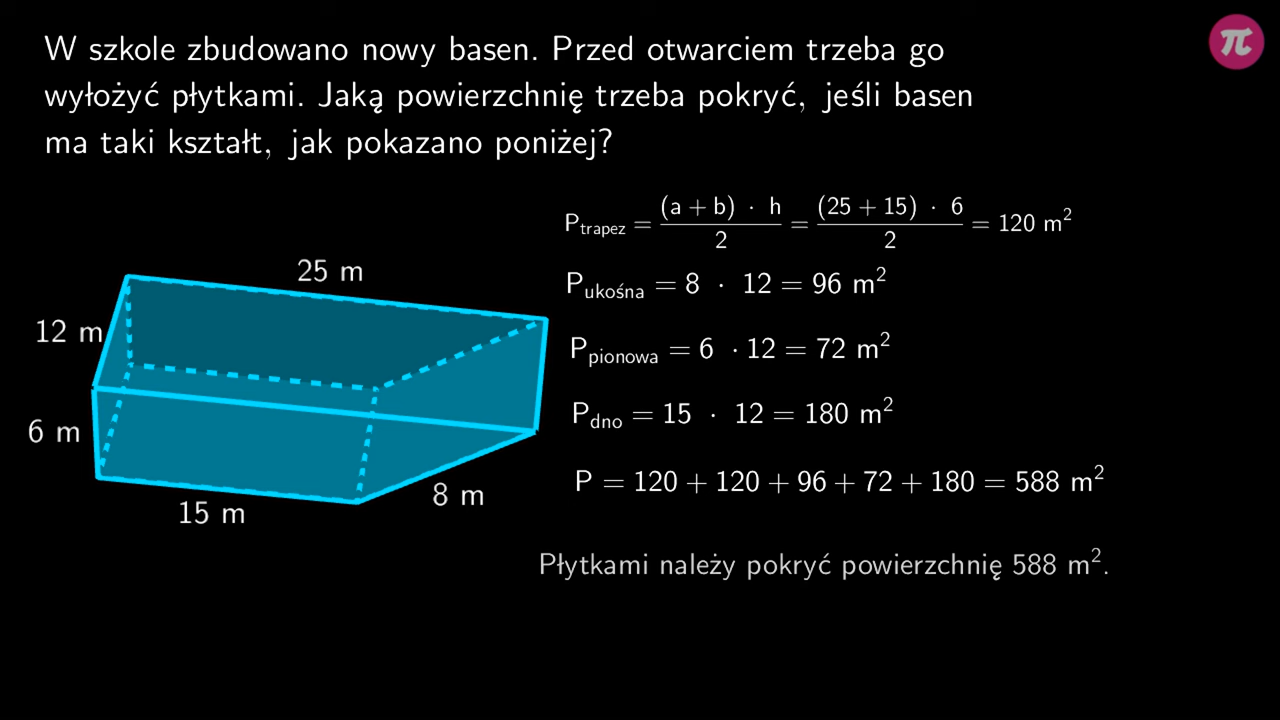 W szkole zbudowano nowy basen. Przed otwarciem trzeba go
wyłożyć płytkami. Jaką powierzchnię trzeba pokryć, jeśli basen
ma taki kształt, jak pokazano poniżej?
π
P_trapez = (a + b) · h / 2 = (25 + 15) · 6 / 2 = 120 m²
25 m
P_ukośna = 8 · 12 = 96 m²
12 m
P_pionowa = 6 · 12 = 72 m²
6 m
P_dno = 15 · 12 = 180 m²
8 m
15 m
P = 120 + 120 + 96 + 72 + 180 = 588 m²
Płytkami należy pokryć powierzchnię 588 m².